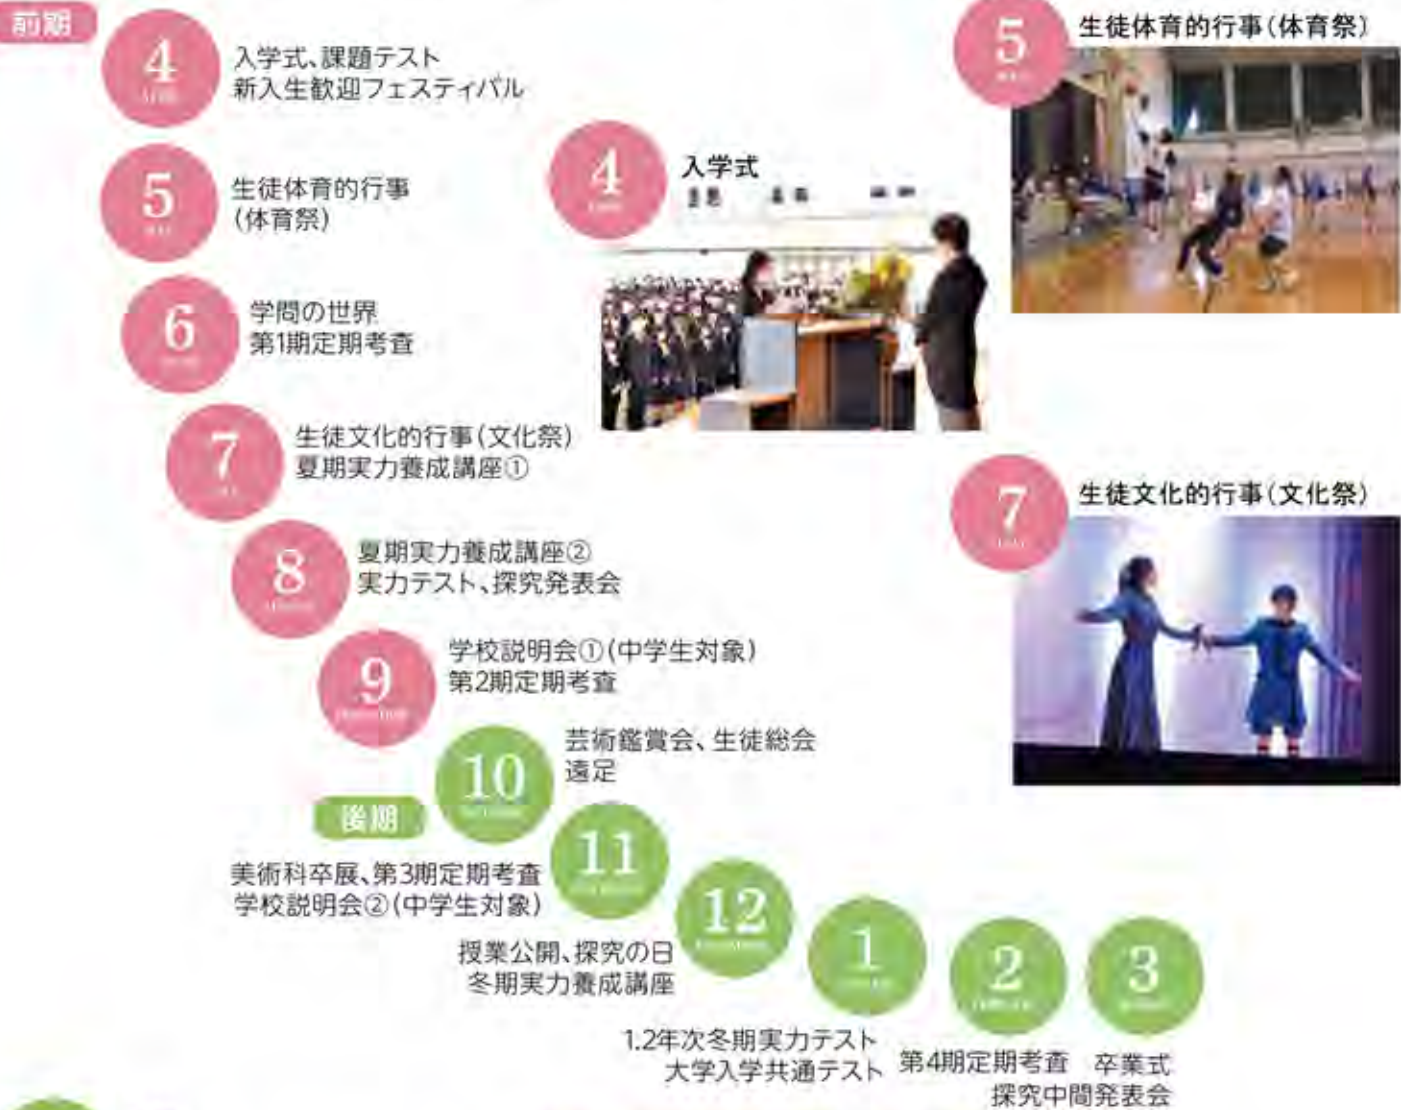 前期
4
入学式、課題テスト
新入生歓迎フェスティバル
5
生徒体育的行事
(体育祭)
6
学問の世界
第1期定期考査
7
生徒文化的行事(文化祭)
夏期実力養成講座①
8
夏期実力養成講座②
実力テスト、探究発表会
9
学校説明会①(中学生対象)
第2期定期考査
後期
10
芸術鑑賞会、生徒総会
遠足
11
美術科卒展、第3期定期考査
学校説明会②(中学生対象)
12
授業公開、探究の日
冬期実力養成講座
1
1.2年次冬期実力テスト
大学入学共通テスト
2
第4期定期考査
3
卒業式
探究中間発表会
4
入学式
5
生徒体育的行事(体育祭)
7
生徒文化的行事(文化祭)